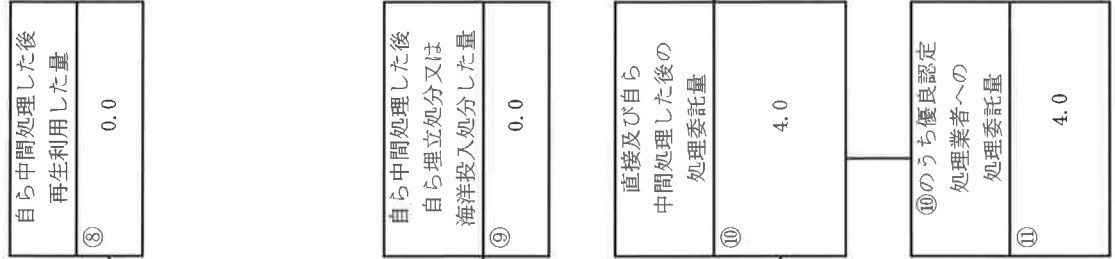 自ら中間処理した後
再生利用した量
⑧
0.0
自ら中間処理した後
自ら埋立処分又は
海洋投入処分した量
⑨
0.0
直接及び自ら
中間処理した後の
処理委託量
⑩
4.0
⑩のうち優良認定
処理業者への
処理委託量
⑪
4.0